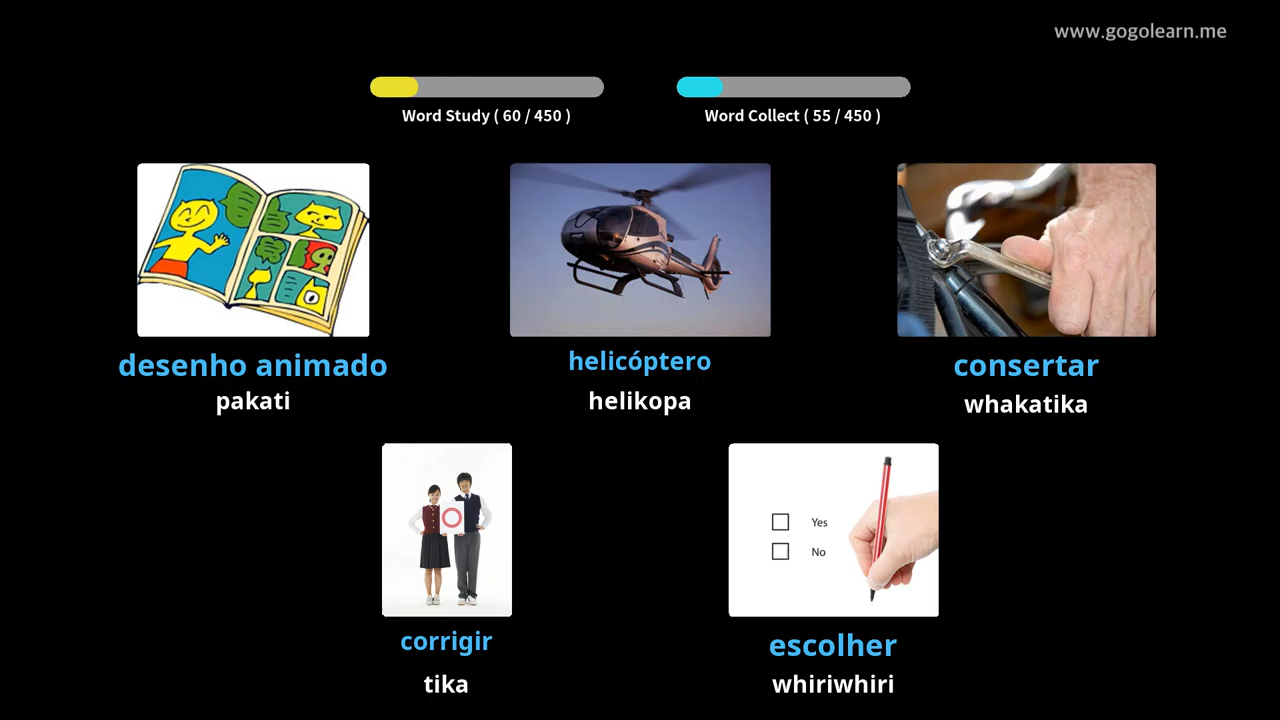 www.gogolearn.me
Word Study ( 60 / 450 )
Word Collect ( 55 / 450 )
desenho animado
pakati
helicóptero
helikopa
consertar
whakatika
Yes
No
corrigir
tika
escolher
whiriwhiri